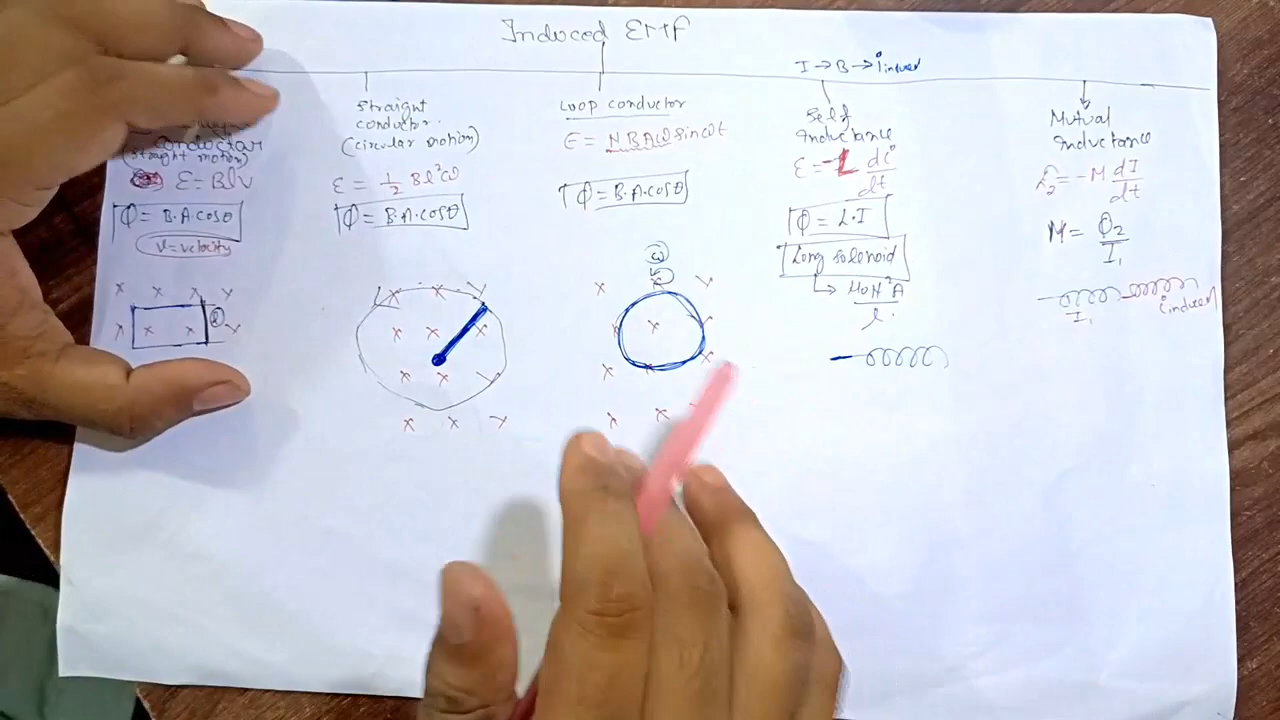 Induced EMF
I → B → i induced
conductor
(straight motion)
ε = Blv
Φ = B.A.cosθ
v = velocity
l
straight
conductor.
(circular motion)
ε = 1/2 Bl²ω
Φ = B.A.cosθ
Loop conductor
ε = NBAω sinωt
Φ = B.A.cosθ
ω
Self
inductance
ε = -L di/dt
Φ = L.I
Long solenoid
↳ μ0N²A/l.
Mutual
inductance
= -M dI/dt
M = Φ2/I1
I1
i induced